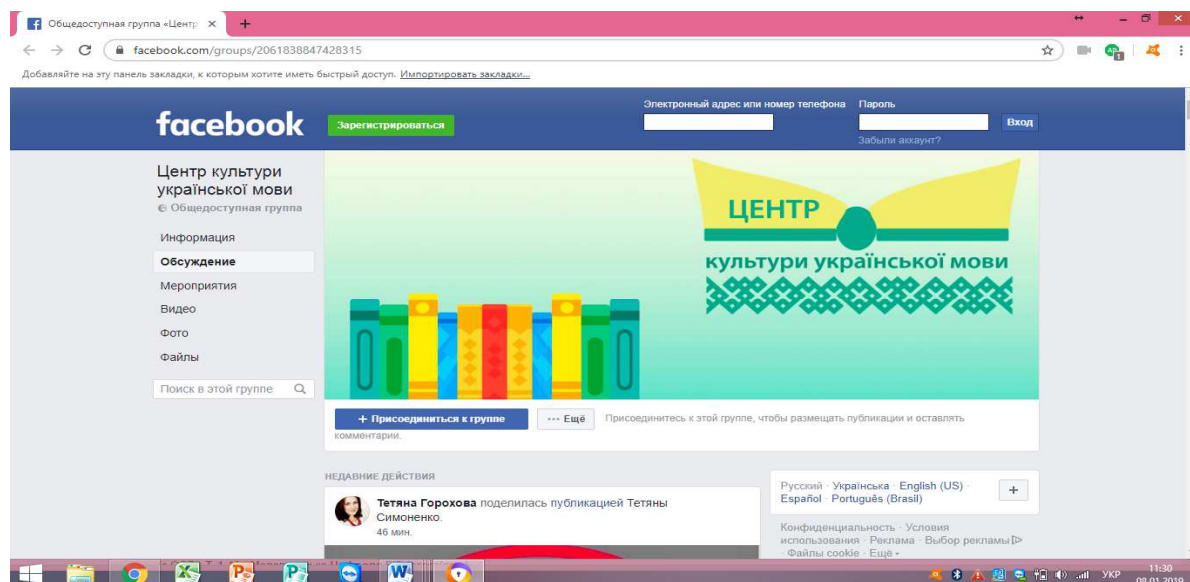 Общедоступная группа «Центр
facebook.com/groups/2061838847428315
Добавляйте на эту панель закладки, к которым хотите иметь быстрый доступ. Импортировать закладки...
Электронный адрес или номер телефона Пароль
facebook Зарегистрироваться Вход
Забыли аккаунт?
Центр культури
української мови
Общедоступная группа
Информация
Обсуждение
Мероприятия
Видео
Фото
Файлы
Поиск в этой группе
ЦЕНТР
культури української мови
+ Присоединиться к группе ··· Ещё Присоединитесь к этой группе, чтобы размещать публикации и оставлять
комментарии.
НЕДАВНИЕ ДЕЙСТВИЯ
Тетяна Горохова поделилась публикацией Тетяны
Симоненко.
46 мин.
Русский · Українська · English (US) ·
Español · Português (Brasil)
Конфиденциальность · Условия
использования · Реклама · Выбор рекламы
· Файлы cookie · Ещё
УКР
11:30
08.01.2019